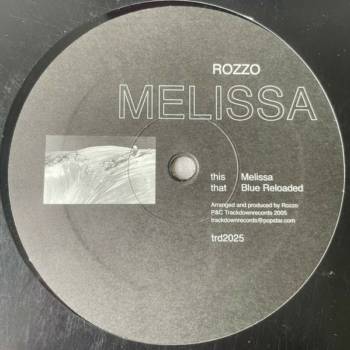 ROZZO
MELISSA
this Melissa
that Blue Reloaded
Arranged and produced by Rozzo
P&C Trackdownrecords 2005
trackdownrecords@popstar.com
trd2025